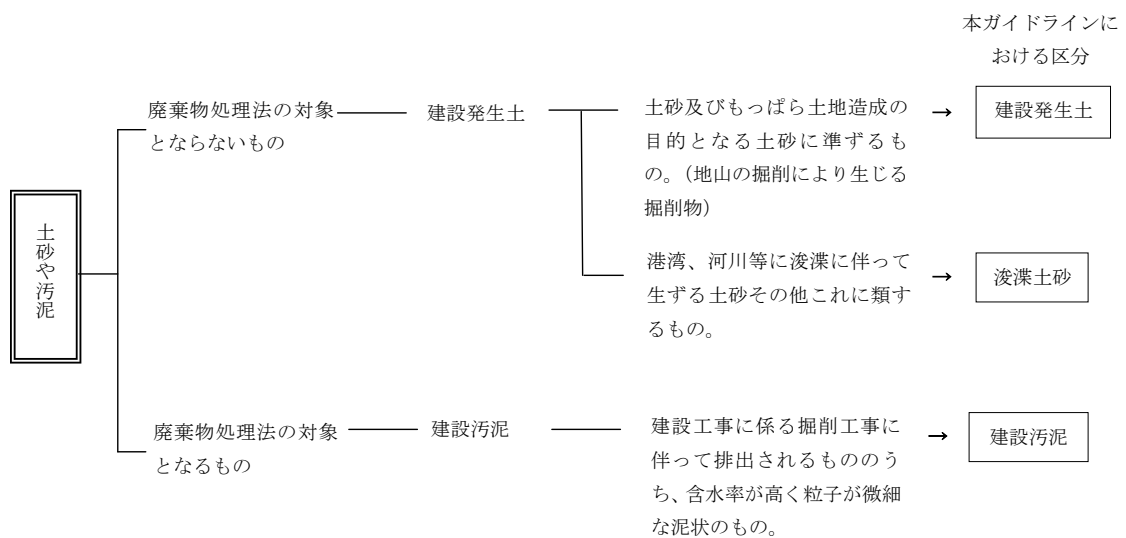 本ガイドラインに
おける区分
土砂や汚泥
廃棄物処理法の対象
とならないもの
建設発生土
土砂及びもっぱら土地造成の
目的となる土砂に準ずるも
の。（地山の掘削により生じる
掘削物）
→
建設発生土
港湾、河川等に浚渫に伴って
生ずる土砂その他これに類す
るもの。
→
浚渫土砂
廃棄物処理法の対象
となるもの
建設汚泥
建設工事に係る掘削工事に
伴って排出されるもののう
ち、含水率が高く粒子が微細
な泥状のもの。
→
建設汚泥